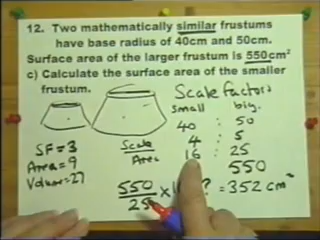 12. Two mathematically similar frustums
have base radius of 40cm and 50cm.
Surface area of the larger frustum is 550cm²
c) Calculate the surface area of the smaller
frustum.
Scale factors
small big.
40 : 50
4 : 5
16 : 25
550
SF = 3
Area = 9
Volume = 27
Scale
Area
550
25
x 1 ? = 352 cm²